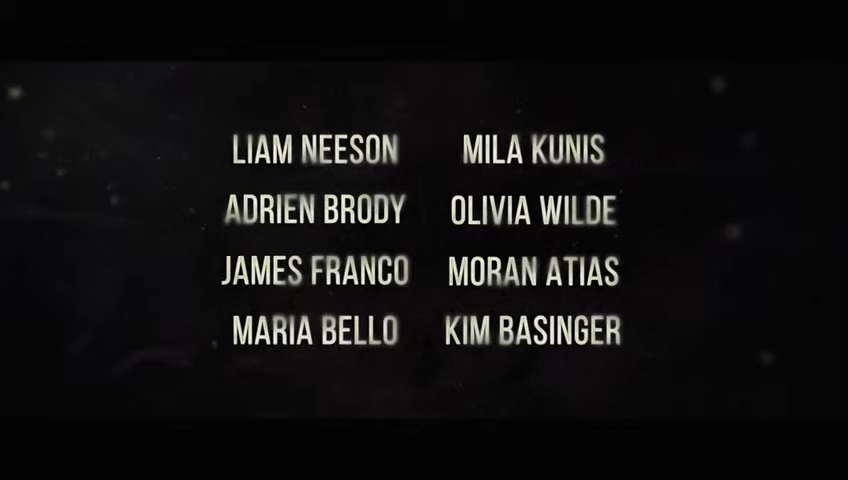 LIAM NEESON
MILA KUNIS
ADRIEN BRODY
OLIVIA WILDE
JAMES FRANCO
MORAN ATIAS
MARIA BELLO
KIM BASINGER